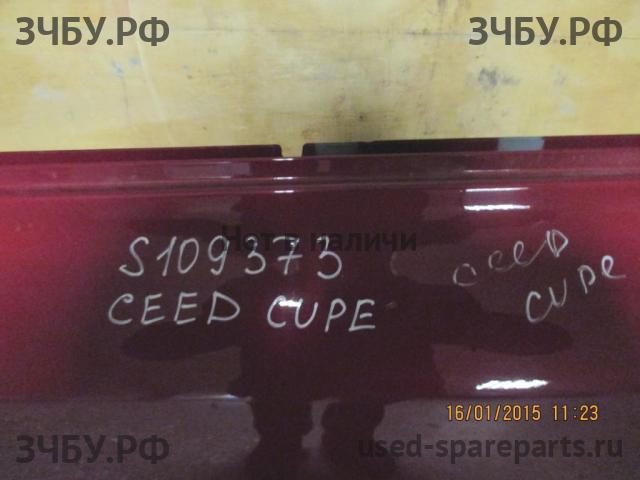 ЗЧБУ.РФ
ЗЧБУ.РФ
Нет в наличи
S109373
CEED CUPE
CEED
CUPE
16/01/2015 11:23
ЗЧБУ.РФ
used-spareparts.ru